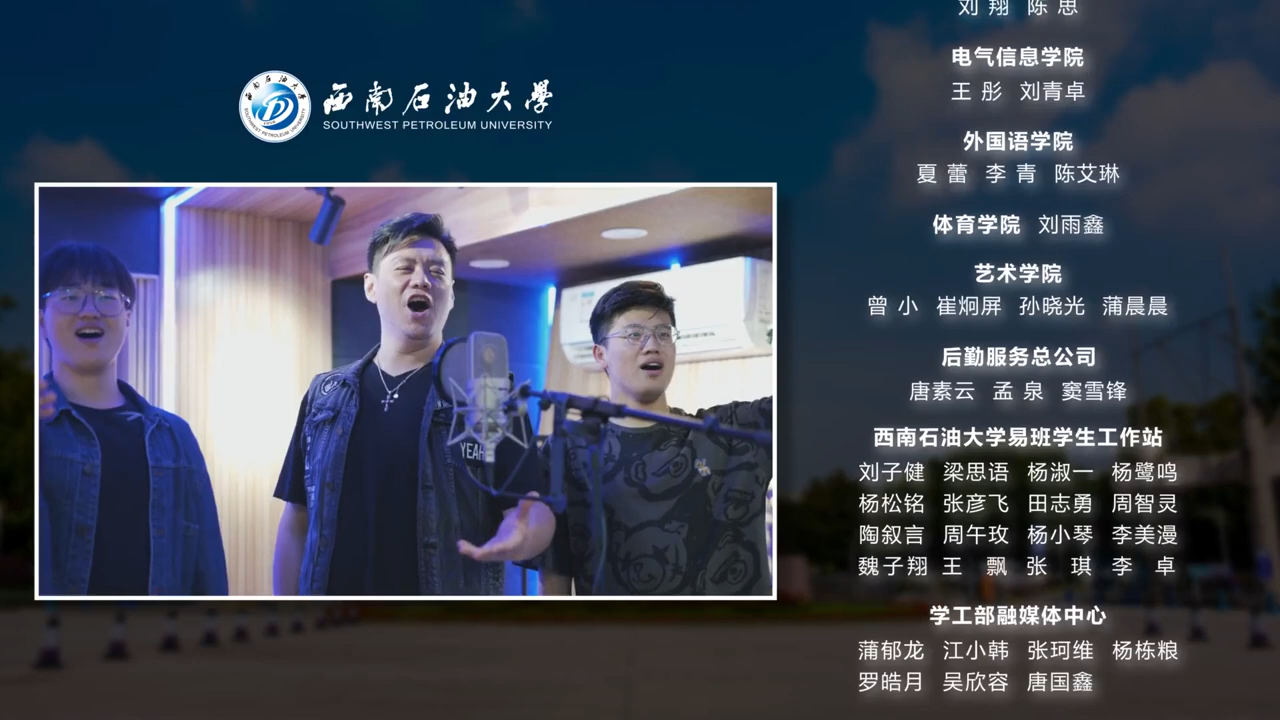 西南石油大學
SOUTHWEST PETROLEUM UNIVERSITY
YEAH
刘 翔 陈 思
电气信息学院
王 彤 刘青卓
外国语学院
夏 蕾 李 青 陈艾琳
体育学院 刘雨鑫
艺术学院
曾 小 崔炯屏 孙晓光 蒲晨晨
后勤服务总公司
唐素云 孟 泉 窦雪锋
西南石油大学易班学生工作站
刘子健 梁思语 杨淑一 杨鹭鸣
杨松铭 张彦飞 田志勇 周智灵
陶叙言 周午玫 杨小琴 李美漫
魏子翔 王 飘 张 琪 李 卓
学工部融媒体中心
蒲郁龙 江小韩 张珂维 杨栋粮
罗皓月 吴欣容 唐国鑫